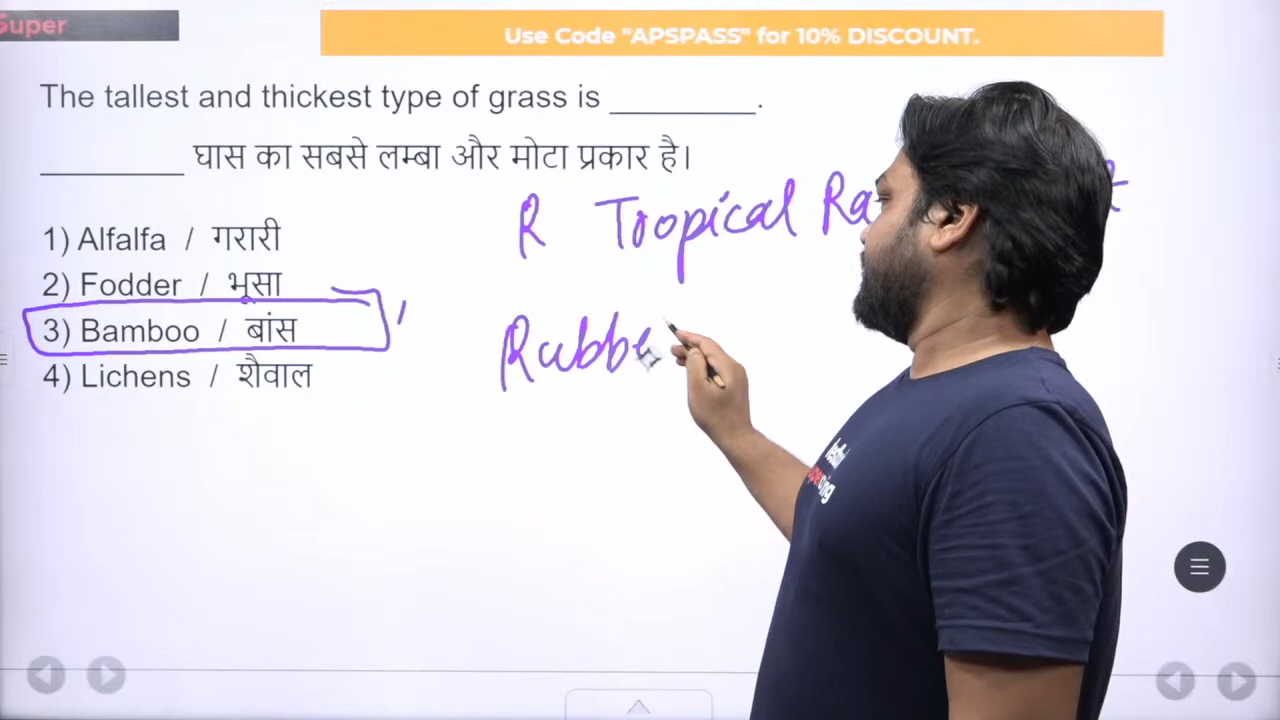 Super
Use Code "APSPASS" for 10% DISCOUNT.
The tallest and thickest type of grass is ________.
________ घास का सबसे लम्बा और मोटा प्रकार है।
R Tropical Ra
1) Alfalfa / गरारी
2) Fodder / भूसा
3) Bamboo / बांस
Rubbe
4) Lichens / शैवाल